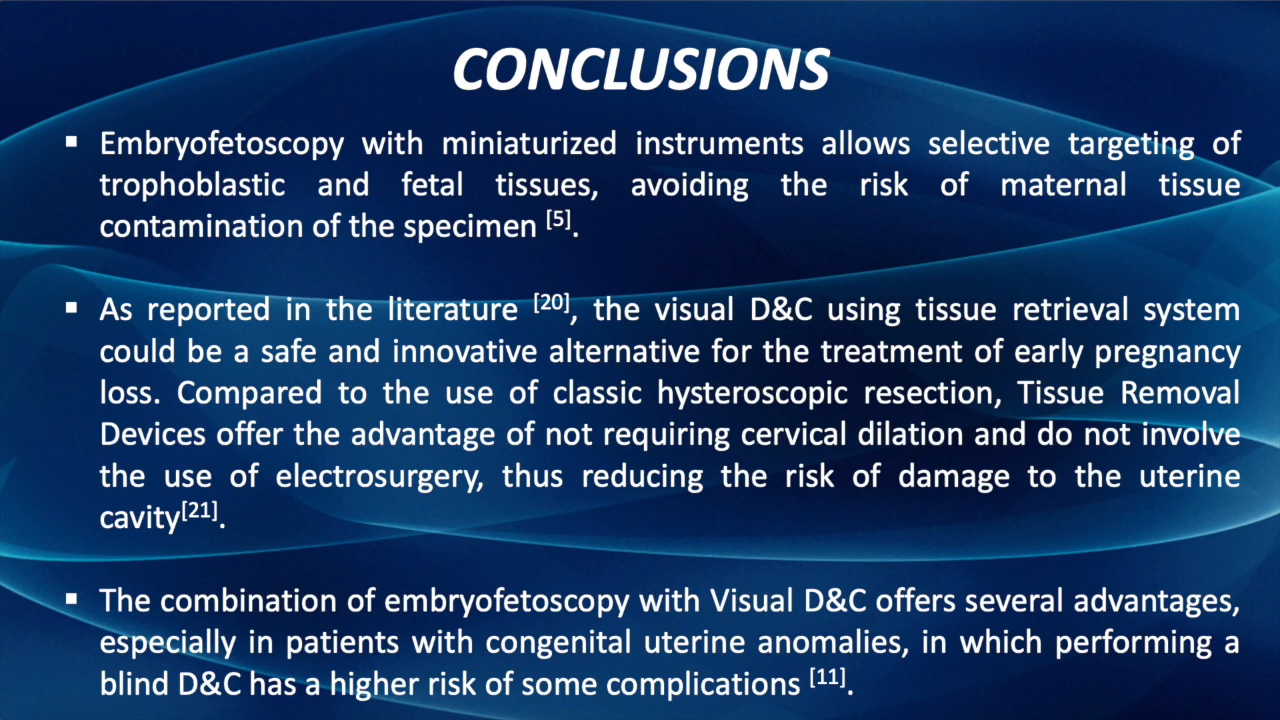 CONCLUSIONS
▪ Embryofetoscopy with miniaturized instruments allows selective targeting of
trophoblastic and fetal tissues, avoiding the risk of maternal tissue
contamination of the specimen [5].
▪ As reported in the literature [20], the visual D&C using tissue retrieval system
could be a safe and innovative alternative for the treatment of early pregnancy
loss. Compared to the use of classic hysteroscopic resection, Tissue Removal
Devices offer the advantage of not requiring cervical dilation and do not involve
the use of electrosurgery, thus reducing the risk of damage to the uterine
cavity[21].
▪ The combination of embryofetoscopy with Visual D&C offers several advantages,
especially in patients with congenital uterine anomalies, in which performing a
blind D&C has a higher risk of some complications [11].